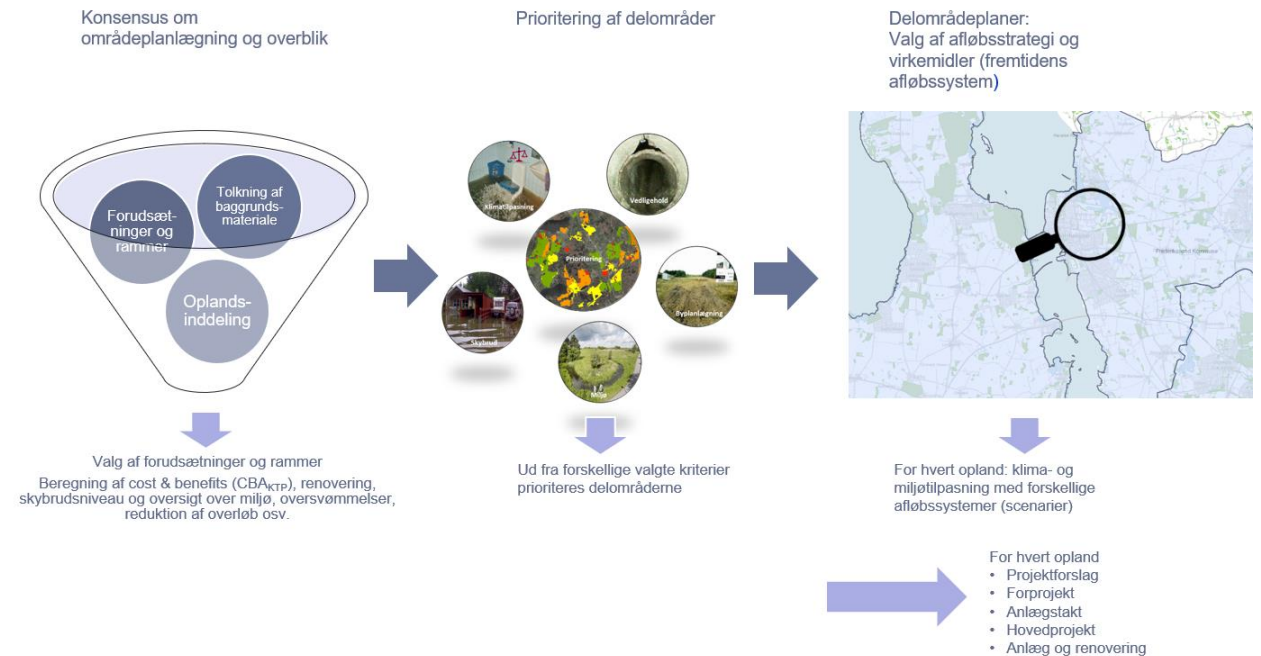 Konsensus om
områdeplanlægning og overblik
Forudsæt-
ninger og
rammer
Tolkning af
baggrunds-
materiale
Oplands-
inddeling
Valg af forudsætninger og rammer
Beregning af cost & benefits (CBAKTP), renovering,
skybrudsniveau og oversigt over miljø, oversvømmelser,
reduktion af overløb osv.
Prioritering af delområder
Klimatilpasning
Vedligehold
Prioritering
Skybrud
Byplanlægning
Miljø
Ud fra forskellige valgte kriterier
prioriteres delområderne
Delområdeplaner:
Valg af afløbsstrategi og
virkemidler (fremtidens
afløbssystem)
For hvert opland: klima- og
miljøtilpasning med forskellige
afløbssystemer (scenarier)
For hvert opland
• Projektforslag
• Forprojekt
• Anlægstakt
• Hovedprojekt
• Anlæg og renovering